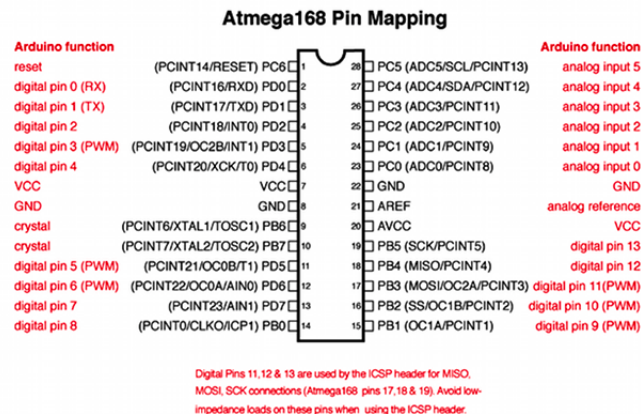 Atmega168 Pin Mapping
Arduino function Arduino function
reset (PCINT14/RESET) PC6 1 28 PC5 (ADC5/SCL/PCINT13) analog input 5
digital pin 0 (RX) (PCINT16/RXD) PD0 2 27 PC4 (ADC4/SDA/PCINT12) analog input 4
digital pin 1 (TX) (PCINT17/TXD) PD1 3 26 PC3 (ADC3/PCINT11) analog input 3
digital pin 2 (PCINT18/INT0) PD2 4 25 PC2 (ADC2/PCINT10) analog input 2
digital pin 3 (PWM) (PCINT19/OC2B/INT1) PD3 5 24 PC1 (ADC1/PCINT9) analog input 1
digital pin 4 (PCINT20/XCK/T0) PD4 6 23 PC0 (ADC0/PCINT8) analog input 0
VCC VCC 7 22 GND GND
GND GND 8 21 AREF analog reference
crystal (PCINT6/XTAL1/TOSC1) PB6 9 20 AVCC VCC
crystal (PCINT7/XTAL2/TOSC2) PB7 10 19 PB5 (SCK/PCINT5) digital pin 13
digital pin 5 (PWM) (PCINT21/OC0B/T1) PD5 11 18 PB4 (MISO/PCINT4) digital pin 12
digital pin 6 (PWM) (PCINT22/OC0A/AIN0) PD6 12 17 PB3 (MOSI/OC2A/PCINT3) digital pin 11(PWM)
digital pin 7 (PCINT23/AIN1) PD7 13 16 PB2 (SS/OC1B/PCINT2) digital pin 10 (PWM)
digital pin 8 (PCINT0/CLKO/ICP1) PB0 14 15 PB1 (OC1A/PCINT1) digital pin 9 (PWM)
Digital Pins 11,12 & 13 are used by the ICSP header for MISO,
MOSI, SCK connections (Atmega168 pins 17,18 & 19). Avoid low-
impedance loads on these pins when using the ICSP header.